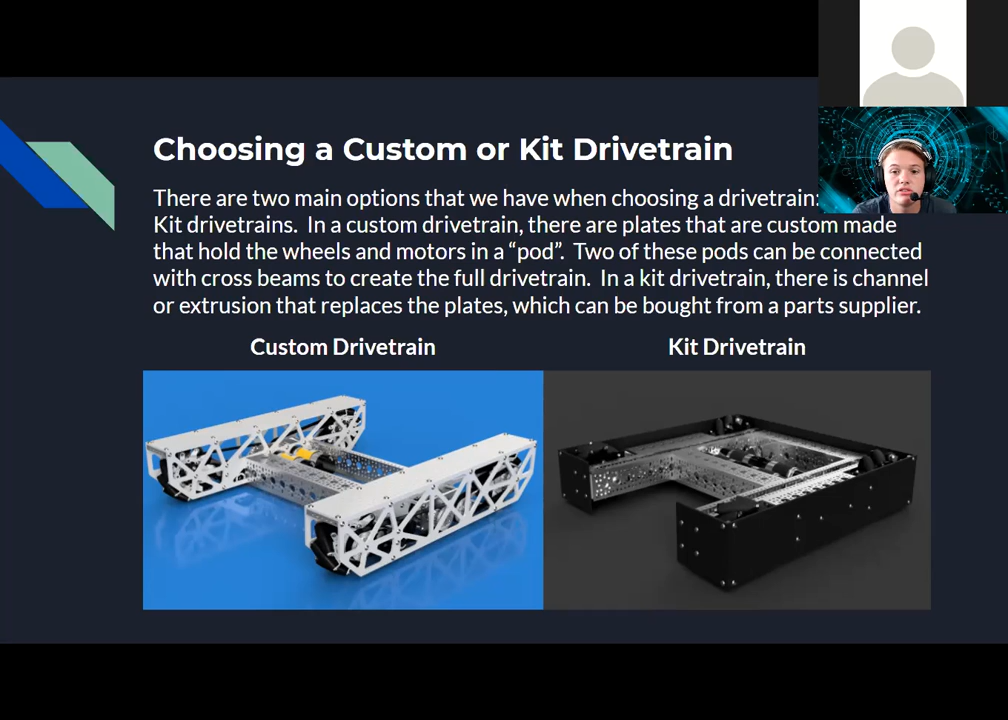 Choosing a Custom or Kit Drivetrain
There are two main options that we have when choosing a drivetrain:
Kit drivetrains.  In a custom drivetrain, there are plates that are custom made
that hold the wheels and motors in a “pod”.  Two of these pods can be connected
with cross beams to create the full drivetrain.  In a kit drivetrain, there is channel
or extrusion that replaces the plates, which can be bought from a parts supplier.
Custom Drivetrain
Kit Drivetrain